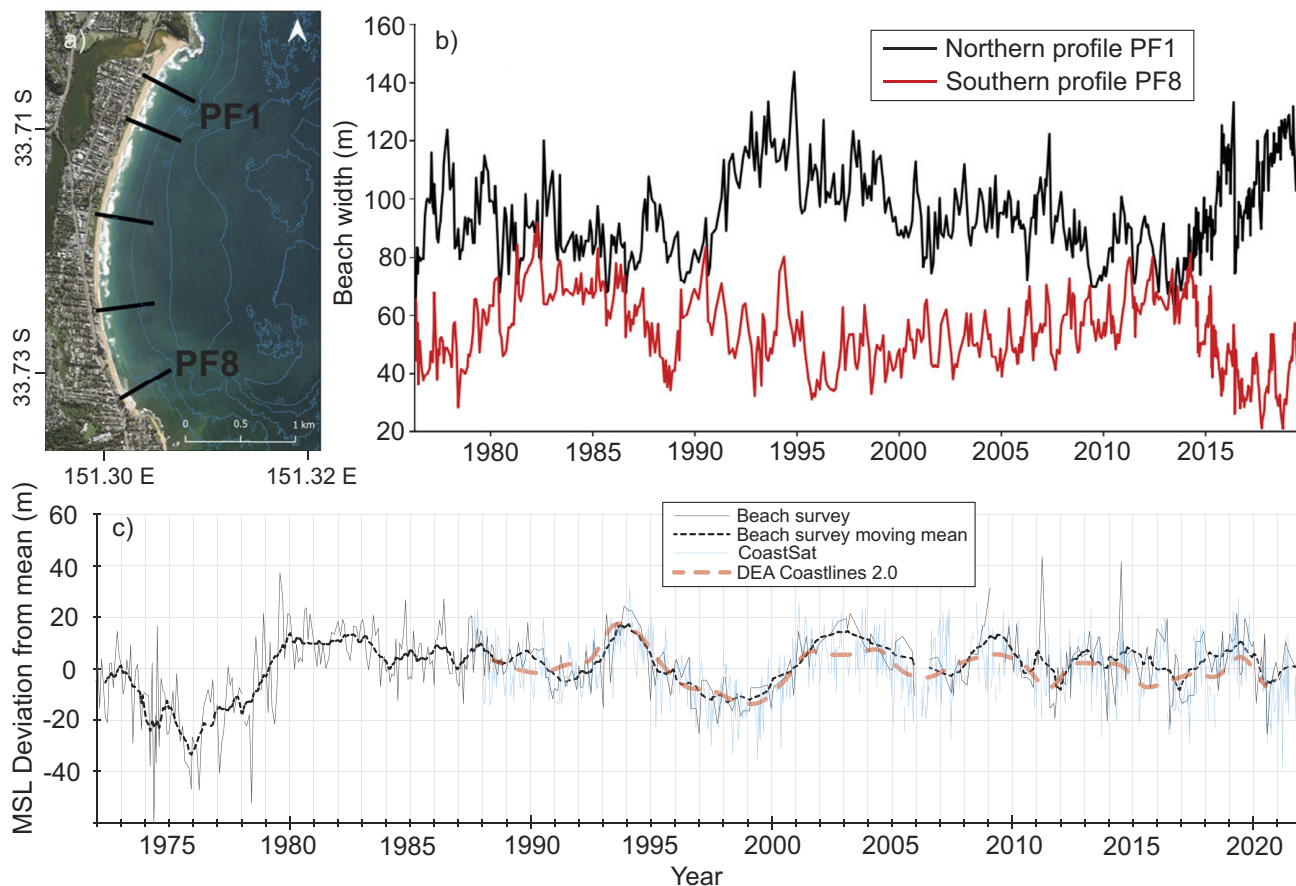 a)
PF1
PF8
33.71 S
33.73 S
151.30 E
151.32 E
0
0.5
1 km
b)
Northern profile PF1
Southern profile PF8
Beach width (m)
160
140
120
100
80
60
40
20
1980
1985
1990
1995
2000
2005
2010
2015
c)
Beach survey
Beach survey moving mean
CoastSat
DEA Coastlines 2.0
MSL Deviation from mean (m)
60
40
20
0
-20
-40
1975
1980
1985
1990
1995
2000
2005
2010
2015
2020
Year